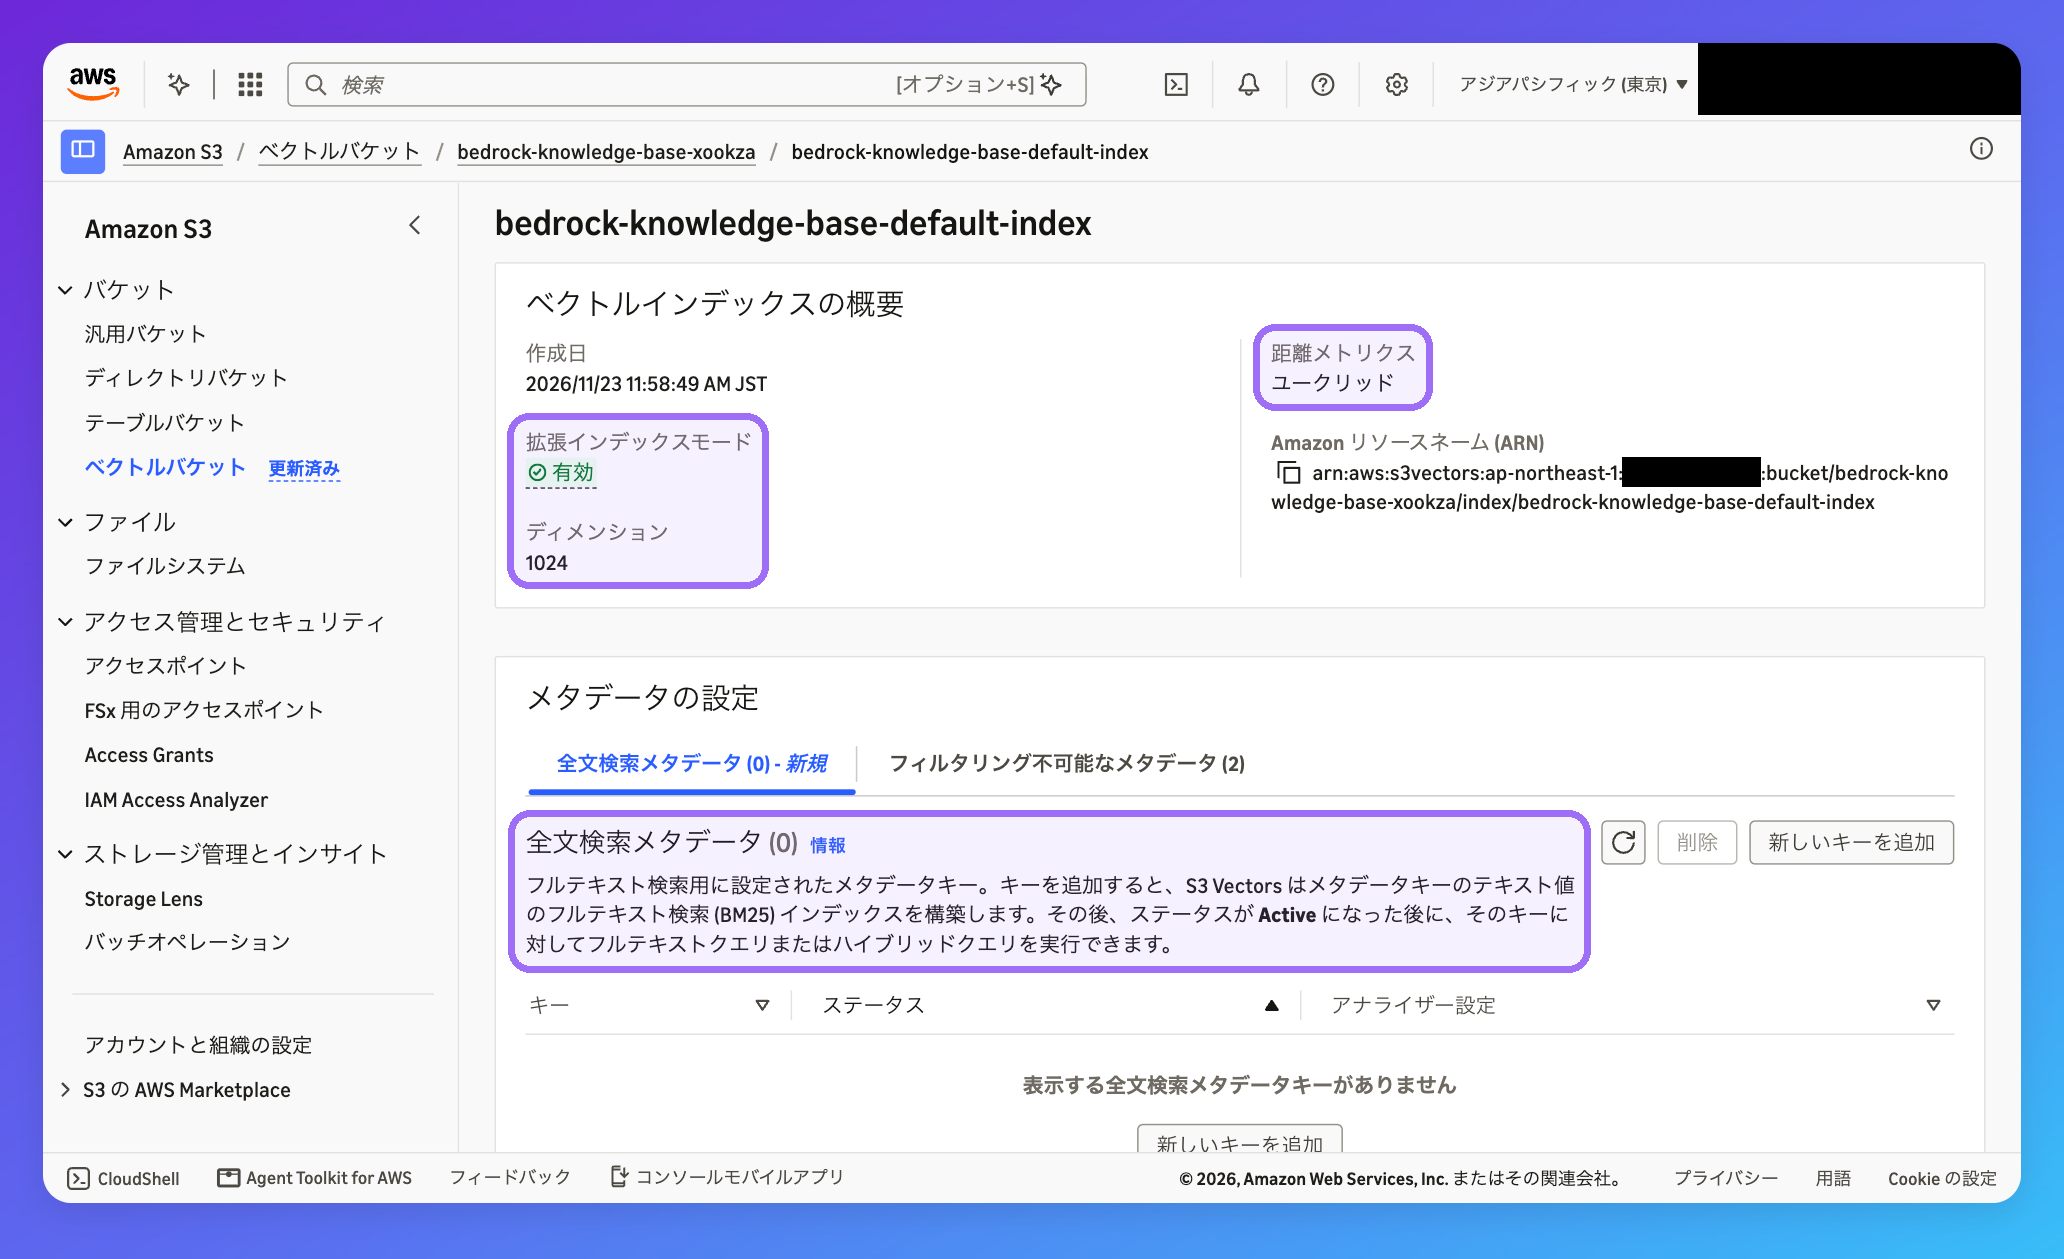 aws
検索 [オプション+S]
アジアパシフィック (東京) ▼
Amazon S3 / ベクトルバケット / bedrock-knowledge-base-xookza / bedrock-knowledge-base-default-index
Amazon S3
バケット
汎用バケット
ディレクトリバケット
テーブルバケット
ベクトルバケット 更新済み
ファイル
ファイルシステム
アクセス管理とセキュリティ
アクセスポイント
FSx 用のアクセスポイント
Access Grants
IAM Access Analyzer
ストレージ管理とインサイト
Storage Lens
バッチオペレーション
アカウントと組織の設定
S3 の AWS Marketplace
bedrock-knowledge-base-default-index
ベクトルインデックスの概要
作成日
2026/11/23 11:58:49 AM JST
拡張インデックスモード
有効
ディメンション
1024
距離メトリクス
ユークリッド
Amazon リソースネーム (ARN)
arn:aws:s3vectors:ap-northeast-1: :bucket/bedrock-kno
wledge-base-xookza/index/bedrock-knowledge-base-default-index
メタデータの設定
全文検索メタデータ (0) - 新規
フィルタリング不可能なメタデータ (2)
全文検索メタデータ (0) 情報
フルテキスト検索用に設定されたメタデータキー。キーを追加すると、S3 Vectors はメタデータキーのテキスト値
のフルテキスト検索 (BM25) インデックスを構築します。その後、ステータスが Active になった後に、そのキーに
対してフルテキストクエリまたはハイブリッドクエリを実行できます。
削除
新しいキーを追加
キー
ステータス
アナライザー設定
表示する全文検索メタデータキーがありません
新しいキーを追加
CloudShell
Agent Toolkit for AWS
フィードバック
コンソールモバイルアプリ
© 2026, Amazon Web Services, Inc. またはその関連会社。
プライバシー
用語
Cookie の設定